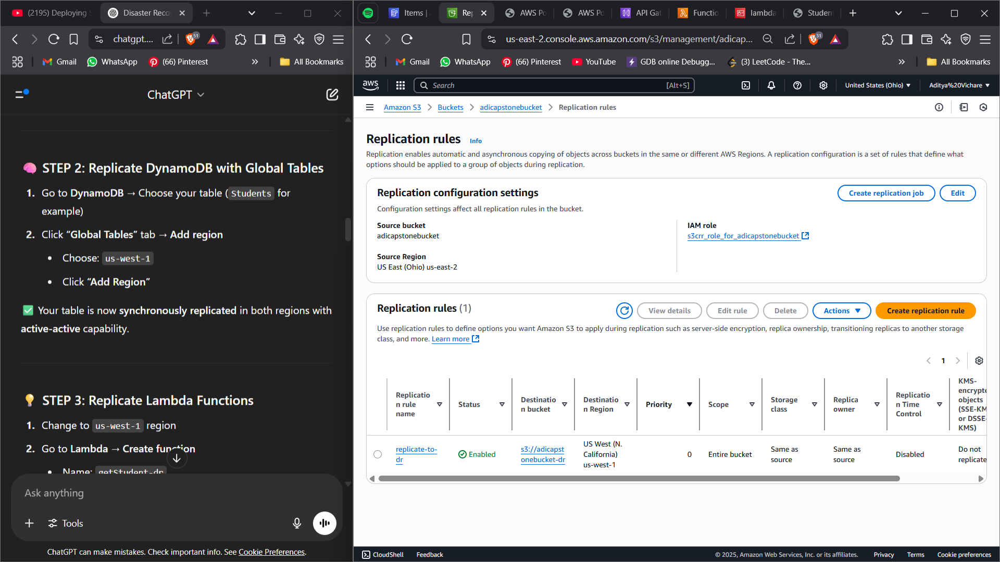 (2195) Deploying
Disaster Reco
chatgpt....
51
Gmail
WhatsApp
(66) Pinterest
All Bookmarks
ChatGPT
STEP 2: Replicate DynamoDB with Global Tables
1. Go to DynamoDB → Choose your table ( Students for
example)
2. Click “Global Tables” tab → Add region
• Choose: us-west-1
• Click “Add Region”
✅ Your table is now synchronously replicated in both regions with
active-active capability.
STEP 3: Replicate Lambda Functions
1. Change to us-west-1 region
2. Go to Lambda → Create function
• Name: getStudent-dr
Ask anything
Tools
ChatGPT can make mistakes. Check important info. See Cookie Preferences.
Items |
Rep
AWS Po
AWS Po
API Gat
Functio
lambda
Studen
us-east-2.console.aws.amazon.com/s3/management/adicap...
31
Gmail
WhatsApp
(66) Pinterest
YouTube
GDB online Debugg...
(3) LeetCode - The...
All Bookmarks
aws
Search
[Alt+S]
United States (Ohio)
Aditya%20Vichare
Amazon S3
Buckets
adicapstonebucket
Replication rules
Replication rules Info
Replication enables automatic and asynchronous copying of objects across buckets in the same or different AWS Regions. A replication configuration is a set of rules that define what
options should be applied to a group of objects during replication.
Replication configuration settings
Create replication job
Edit
Configuration settings affect all replication rules in the bucket.
Source bucket
adicapstonebucket
IAM role
s3crr_role_for_adicapstonebucket
Source Region
US East (Ohio) us-east-2
Replication rules (1)
View details
Edit rule
Delete
Actions
Create replication rule
Use replication rules to define options you want Amazon S3 to apply during replication such as server-side encryption, replica ownership, transitioning replicas to another storage
class, and more. Learn more
1
Replicatio
n rule
name
Status
Destinatio
n bucket
Destinatio
n Region
Priority
Scope
Storage
class
Replica
owner
Replicatio
n Time
Control
KMS-
encrypte
objects
(SSE-KM
or DSSE-
KMS)
replicate-to-
dr
Enabled
s3://adicapst
onebucket-dr
US West (N.
California)
us-west-1
0
Entire bucket
Same as
source
Same as
source
Disabled
Do not
replicate
CloudShell
Feedback
© 2025, Amazon Web Services, Inc. or its affiliates.
Privacy
Terms
Cookie preferences